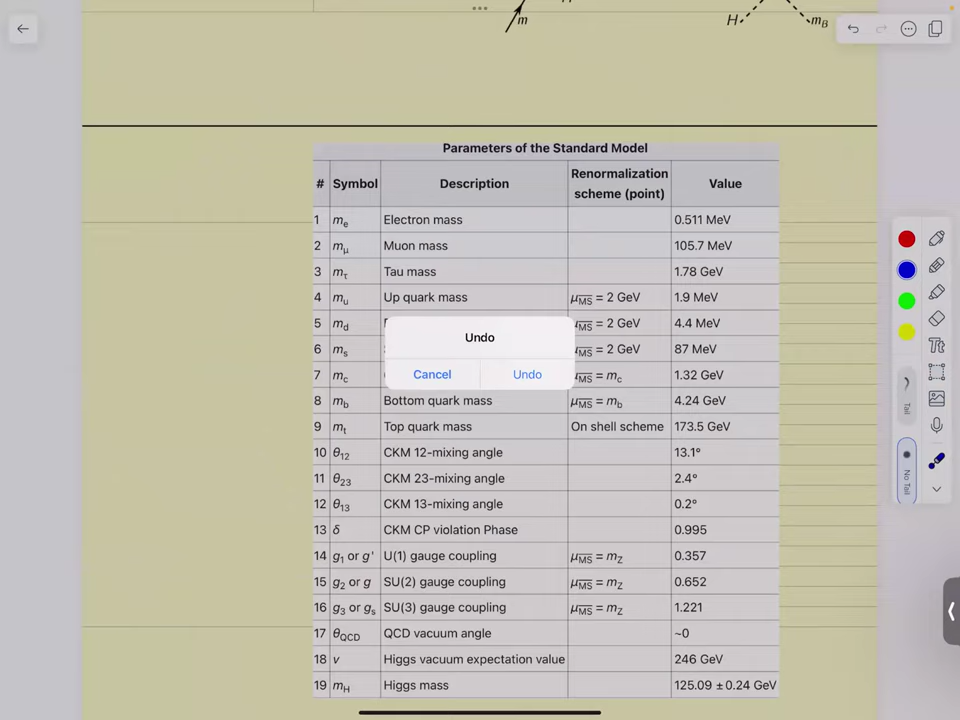 m
H
m_B
Parameters of the Standard Model
# Symbol Description Renormalization scheme (point) Value
1 m_e Electron mass 0.511 MeV
2 m_μ Muon mass 105.7 MeV
3 m_τ Tau mass 1.78 GeV
4 m_u Up quark mass μ_MS̅ = 2 GeV 1.9 MeV
5 m_d μ_MS̅ = 2 GeV 4.4 MeV
6 m_s μ_MS̅ = 2 GeV 87 MeV
Undo
7 m_c μ_MS̅ = m_c 1.32 GeV
Cancel Undo
8 m_b Bottom quark mass μ_MS̅ = m_b 4.24 GeV
9 m_t Top quark mass On shell scheme 173.5 GeV
10 θ_12 CKM 12-mixing angle 13.1°
11 θ_23 CKM 23-mixing angle 2.4°
12 θ_13 CKM 13-mixing angle 0.2°
13 δ CKM CP violation Phase 0.995
14 g_1 or g' U(1) gauge coupling μ_MS̅ = m_Z 0.357
15 g_2 or g SU(2) gauge coupling μ_MS̅ = m_Z 0.652
16 g_3 or g_s SU(3) gauge coupling μ_MS̅ = m_Z 1.221
17 θ_QCD QCD vacuum angle ~0
18 v Higgs vacuum expectation value 246 GeV
19 m_H Higgs mass 125.09 ±0.24 GeV
Tt
Tail
No Tail